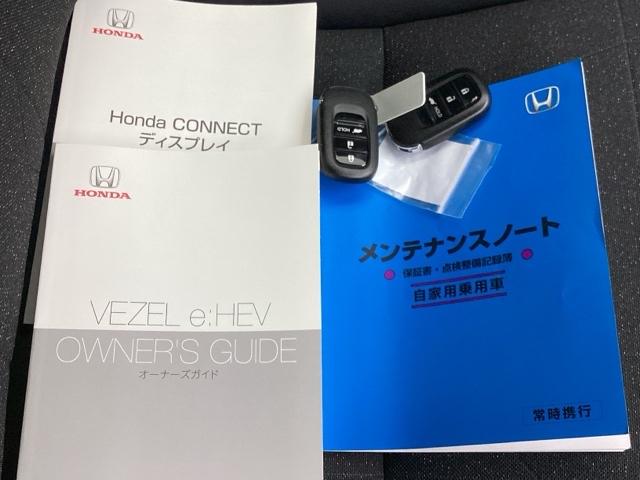 HONDA
Honda CONNECT
ディスプレイ
HONDA
VEZEL e:HEV
OWNER'S GUIDE
オーナーズガイド
HOLD
HOLD
メンテナンスノート
保証書・点検整備記録簿
自家用乗用車
常時携行